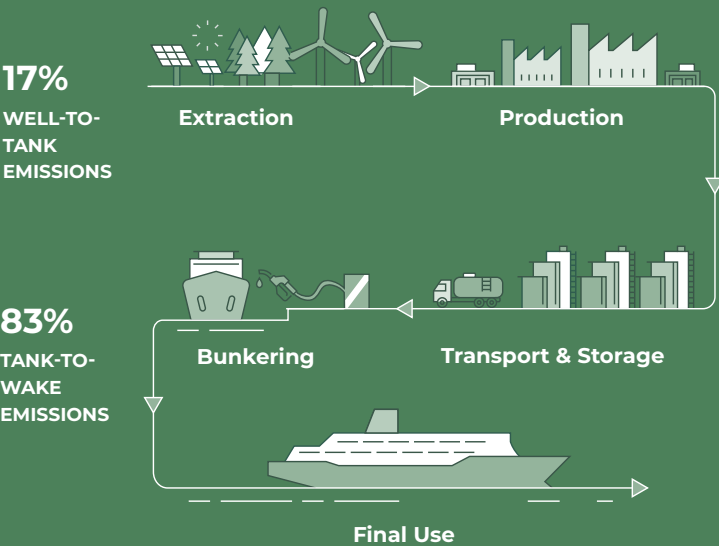 17%
WELL-TO-
TANK
EMISSIONS
Extraction
Production
83%
TANK-TO-
WAKE
EMISSIONS
Bunkering
Transport & Storage
Final Use